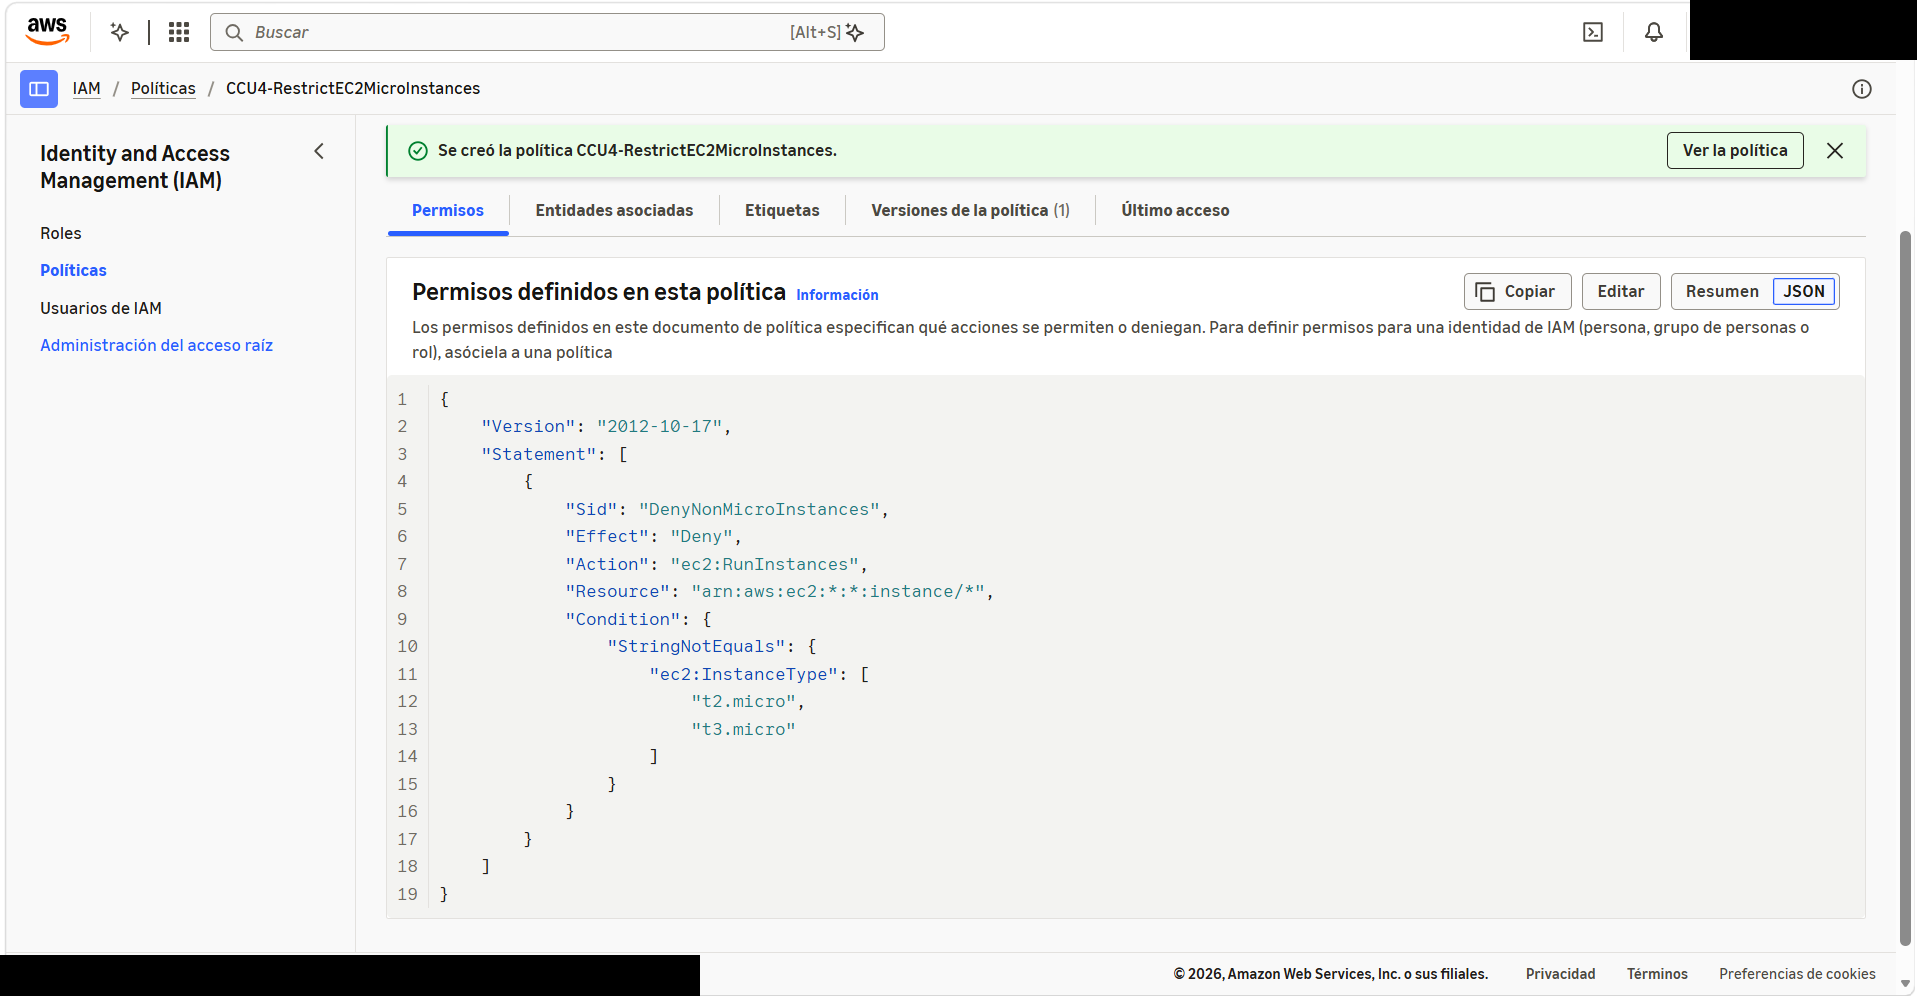 aws
Buscar [Alt+S]
IAM / Políticas / CCU4-RestrictEC2MicroInstances
Identity and Access Management (IAM)
Roles
Políticas
Usuarios de IAM
Administración del acceso raíz
Se creó la política CCU4-RestrictEC2MicroInstances.
Ver la política
Permisos
Entidades asociadas
Etiquetas
Versiones de la política (1)
Último acceso
Permisos definidos en esta política Información
Copiar
Editar
Resumen
JSON
Los permisos definidos en este documento de política especifican qué acciones se permiten o deniegan. Para definir permisos para una identidad de IAM (persona, grupo de personas o
rol), asóciela a una política
1 {
2     "Version": "2012-10-17",
3     "Statement": [
4         {
5             "Sid": "DenyNonMicroInstances",
6             "Effect": "Deny",
7             "Action": "ec2:RunInstances",
8             "Resource": "arn:aws:ec2:*:*:instance/*",
9             "Condition": {
10                 "StringNotEquals": {
11                     "ec2:InstanceType": [
12                         "t2.micro",
13                         "t3.micro"
14                     ]
15                 }
16             }
17         }
18     ]
19 }
© 2026, Amazon Web Services, Inc. o sus filiales.
Privacidad
Términos
Preferencias de cookies